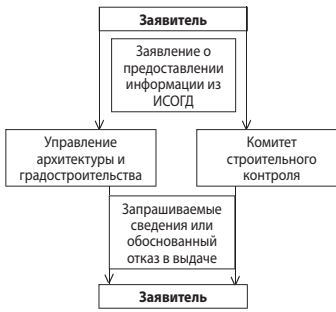 Заявитель
Заявление о
предоставлении
информации из
ИСОГД
Управление
архитектуры и
градостроительства
Комитет
строительного
контроля
Запрашиваемые
сведения или
обоснованный
отказ в выдаче
Заявитель